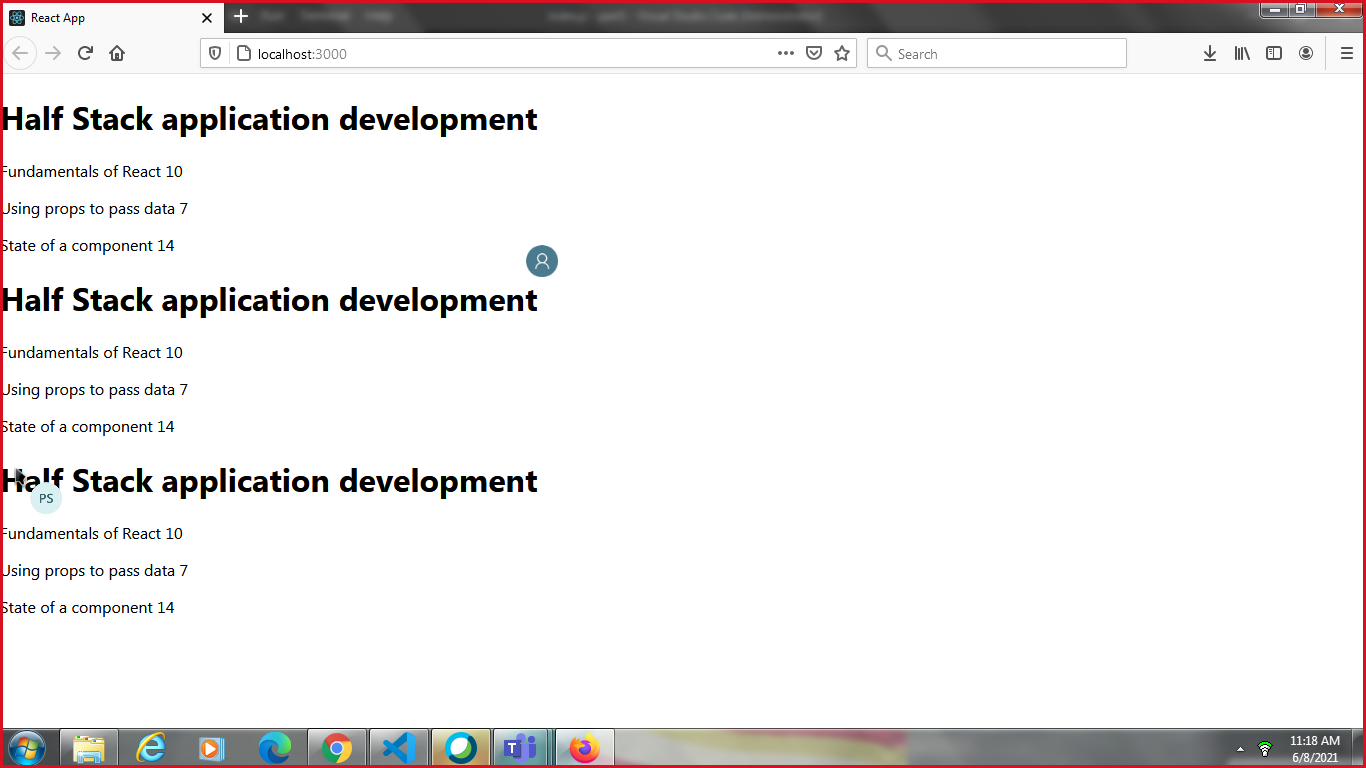 React App
localhost:3000
Search
Half Stack application development
Fundamentals of React 10
Using props to pass data 7
State of a component 14
Half Stack application development
Fundamentals of React 10
Using props to pass data 7
State of a component 14
Half Stack application development
PS
Fundamentals of React 10
Using props to pass data 7
State of a component 14
11:18 AM
6/8/2021